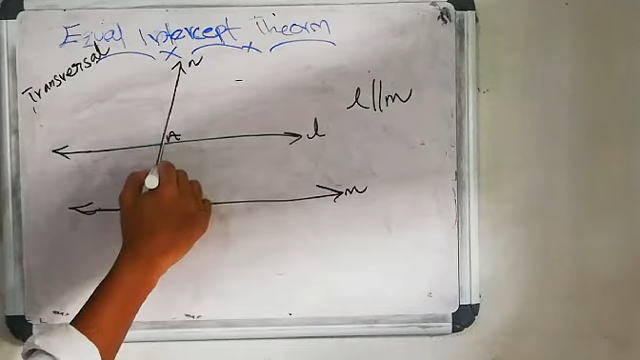 Equal Intercept Theorm
Transversal
n
l||m
A
l
m